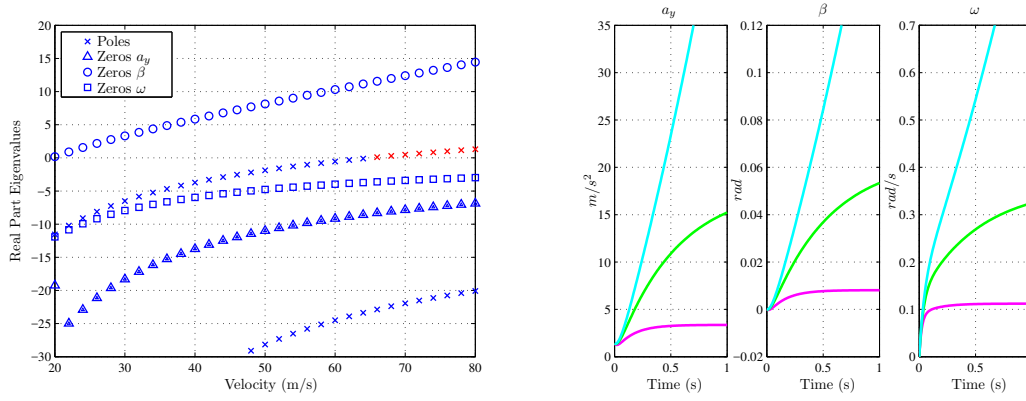 20
15
10
5
0
−5
−10
−15
−20
−25
−30
Real Part Eigenvalues
Poles
Zeros a_y
Zeros β
Zeros ω
20 30 40 50 60 70 80
Velocity (m/s)
a_y
35
30
25
20
15
10
5
0
m/s²
0 0.5 1
Time (s)
β
0.12
0.1
0.08
0.06
0.04
0.02
0
−0.02
rad
0 0.5 1
Time (s)
ω
0.7
0.6
0.5
0.4
0.3
0.2
0.1
0
rad/s
0 0.5
Time (s)